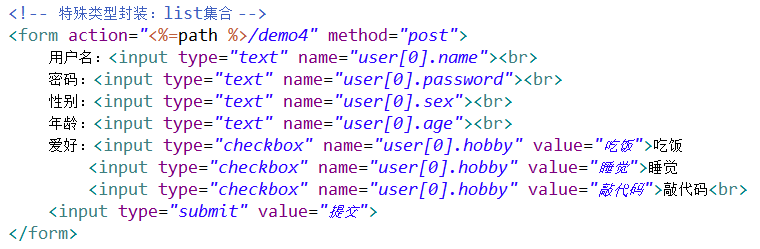 <!-- 特殊类型封装：list集合 -->
<form action="<%=path %>/demo4" method="post">
用户名：<input type="text" name="user[0].name"><br>
密码：<input type="text" name="user[0].password"><br>
性别：<input type="text" name="user[0].sex"><br>
年龄：<input type="text" name="user[0].age"><br>
爱好：<input type="checkbox" name="user[0].hobby" value="吃饭">吃饭
<input type="checkbox" name="user[0].hobby" value="睡觉">睡觉
<input type="checkbox" name="user[0].hobby" value="敲代码">敲代码<br>
<input type="submit" value="提交">
</form>